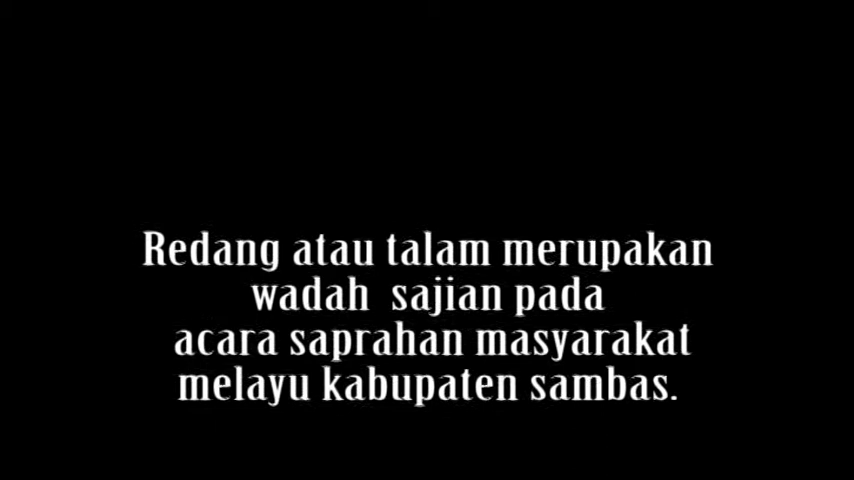 Redang atau talam merupakan
wadah sajian pada
acara saprahan masyarakat
melayu kabupaten sambas.